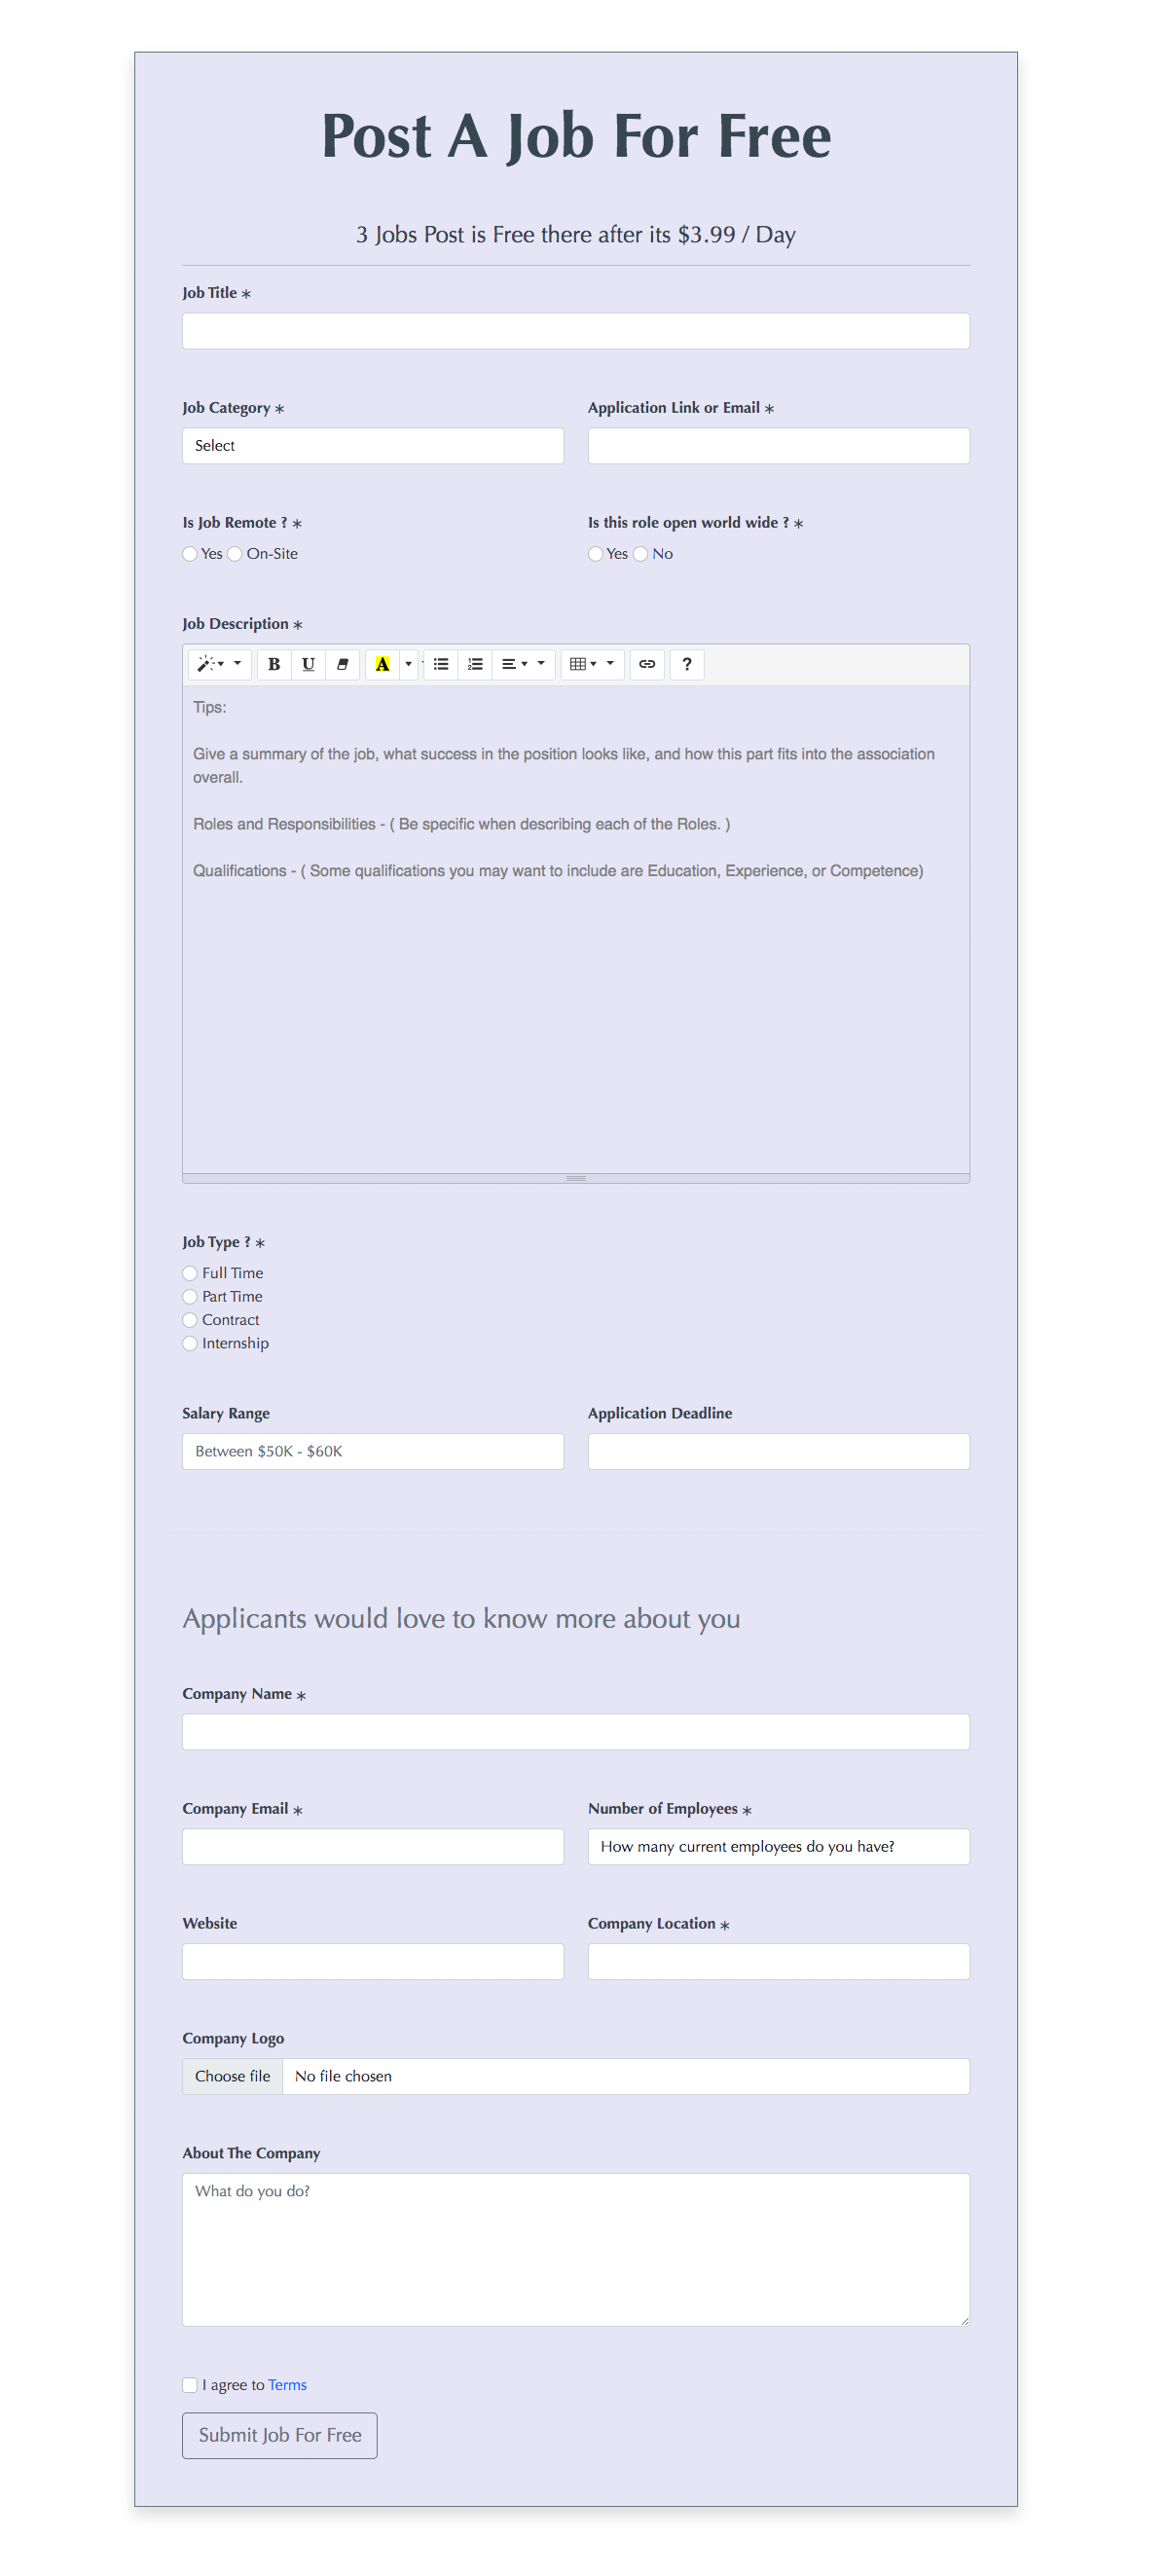 Post A Job For Free
3 Jobs Post is Free there after its $3.99 / Day
Job Title *
Job Category *
Application Link or Email *
Select
Is Job Remote ? *
Is this role open world wide ? *
Yes On-Site
Yes No
Job Description *
B U A ?
Tips:
Give a summary of the job, what success in the position looks like, and how this part fits into the association
overall.
Roles and Responsibilities - ( Be specific when describing each of the Roles. )
Qualifications - ( Some qualifications you may want to include are Education, Experience, or Competence)
Job Type ? *
Full Time
Part Time
Contract
Internship
Salary Range
Application Deadline
Between $50K - $60K
Applicants would love to know more about you
Company Name *
Company Email *
Number of Employees *
How many current employees do you have?
Website
Company Location *
Company Logo
Choose file No file chosen
About The Company
What do you do?
I agree to Terms
Submit Job For Free